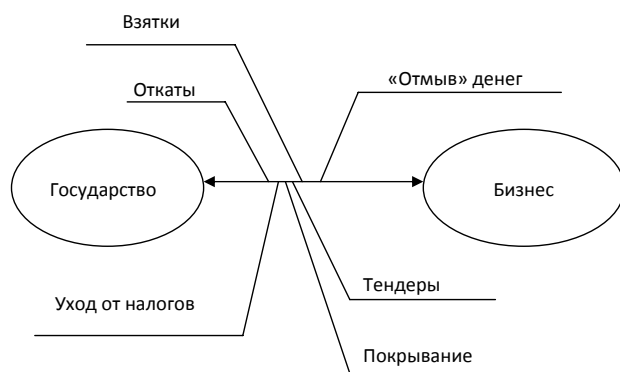 Взятки
«Отмыв» денег
Откаты
Государство
Бизнес
Тендеры
Уход от налогов
Покрывание